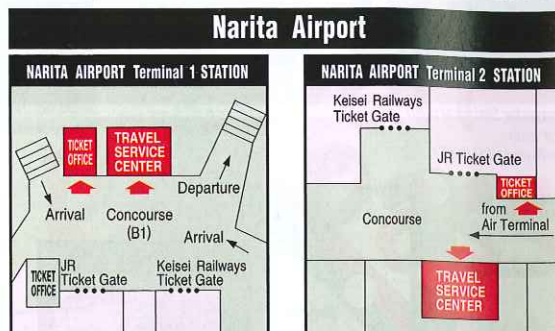 Narita Airport
NARITA AIRPORT Terminal 1 STATION
TICKET
OFFICE
TRAVEL
SERVICE
CENTER
Departure
Arrival
Concourse
(B1)
Arrival
TICKET
OFFICE
JR
Ticket Gate
Keisei Railways
Ticket Gate
NARITA AIRPORT Terminal 2 STATION
Keisei Railways
Ticket Gate
JR Ticket Gate
TICKET
OFFICE
from
Air Terminal
Concourse
TRAVEL
SERVICE
CENTER